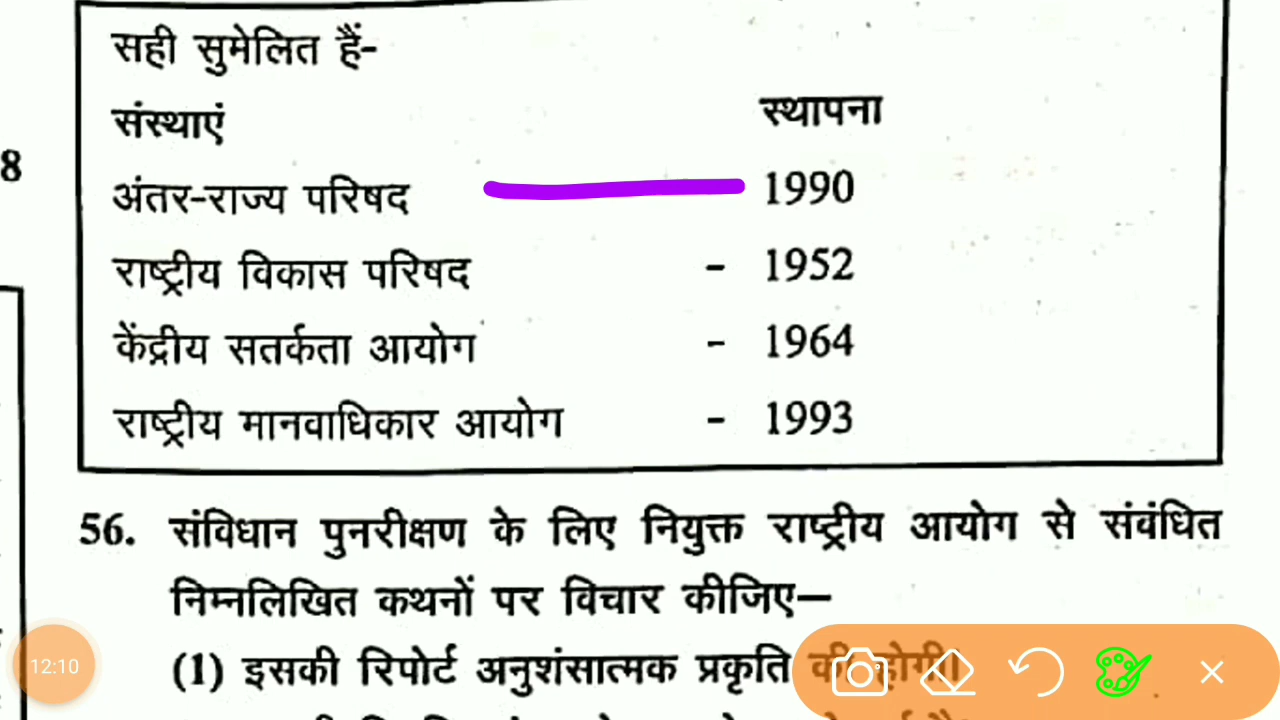 सही सुमेलित हैं-
संस्थाएं स्थापना
8
अंतर-राज्य परिषद 1990
राष्ट्रीय विकास परिषद - 1952
केंद्रीय सतर्कता आयोग - 1964
राष्ट्रीय मानवाधिकार आयोग - 1993
56. संविधान पुनरीक्षण के लिए नियुक्त राष्ट्रीय आयोग से संबंधित
निम्नलिखित कथनों पर विचार कीजिए—
(1) इसकी रिपोर्ट अनुशंसात्मक प्रकृति की होगी।
12:10